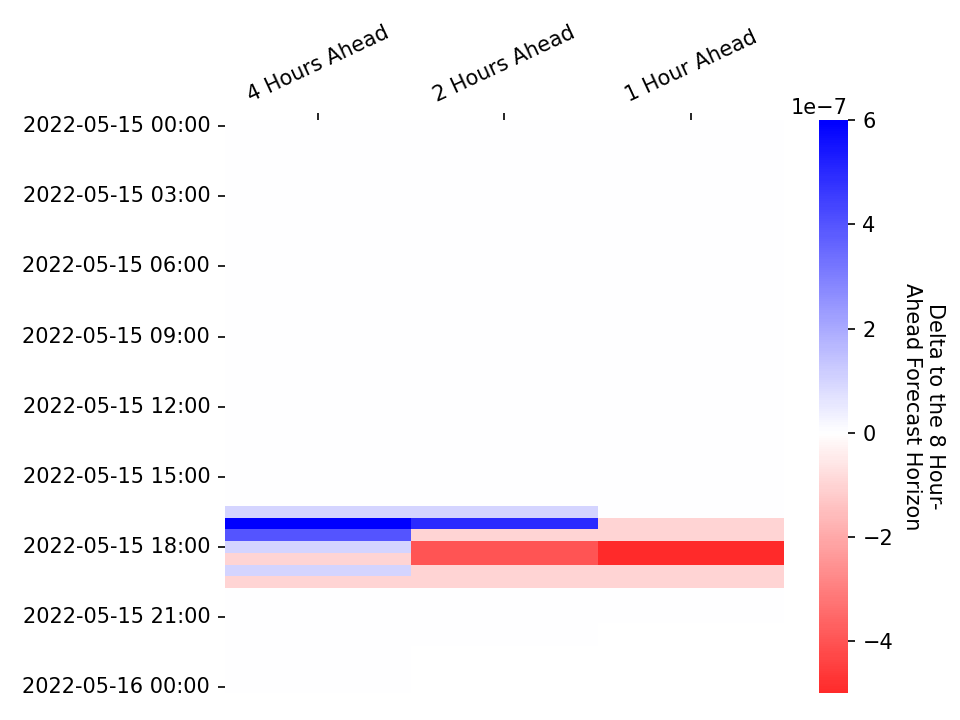 4 Hours Ahead
2 Hours Ahead
1 Hour Ahead
2022-05-15 00:00
2022-05-15 03:00
2022-05-15 06:00
2022-05-15 09:00
2022-05-15 12:00
2022-05-15 15:00
2022-05-15 18:00
2022-05-15 21:00
2022-05-16 00:00
1e−7
6
4
2
0
−2
−4
Delta to the 8 Hour-
Ahead Forecast Horizon